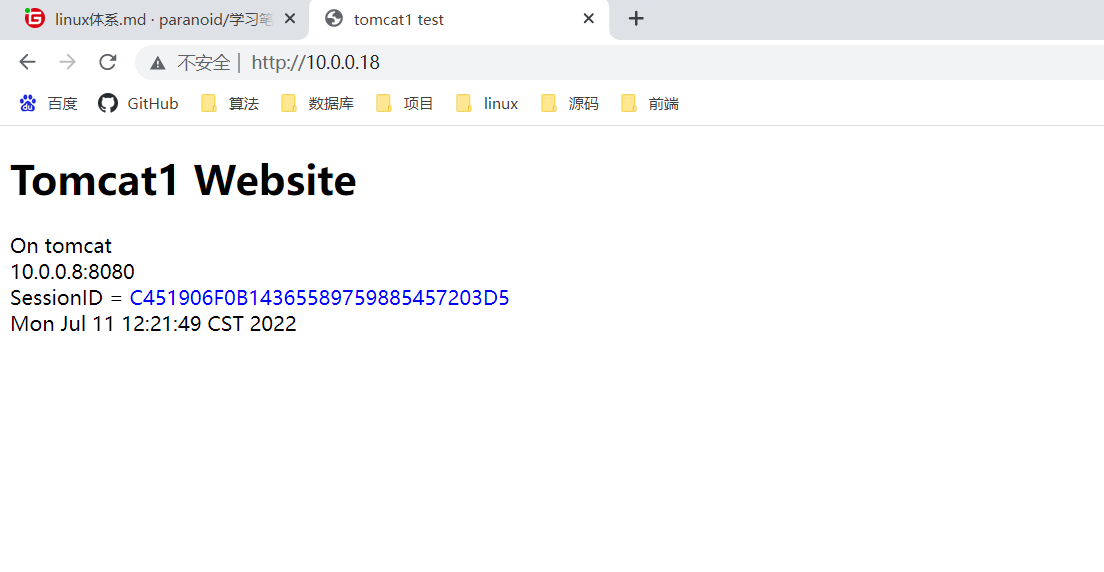 linux体系.md · paranoid/学习笔
tomcat1 test
不安全 | http://10.0.0.18
百度 GitHub 算法 数据库 项目 linux 源码 前端
Tomcat1 Website
On tomcat
10.0.0.8:8080
SessionID = C451906F0B14365589759885457203D5
Mon Jul 11 12:21:49 CST 2022